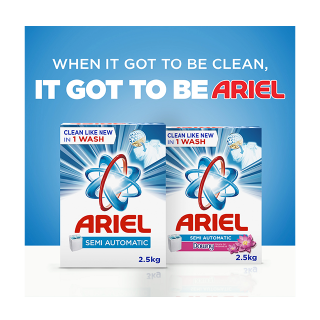 WHEN IT GOT TO BE CLEAN,
IT GOT TO BE ARIEL
CLEAN LIKE NEW
IN 1 WASH
ARIEL
SEMI AUTOMATIC
2.5kg
CLEAN LIKE NEW
IN 1 WASH
ARIEL
SEMI AUTOMATIC
Downy
2.5kg